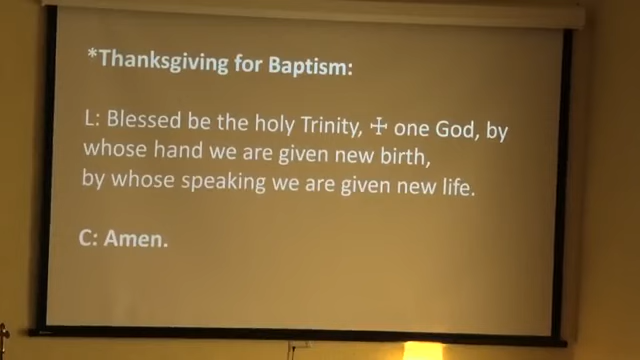 *Thanksgiving for Baptism:
L: Blessed be the holy Trinity, ☩ one God, by
whose hand we are given new birth,
by whose speaking we are given new life.
C: Amen.